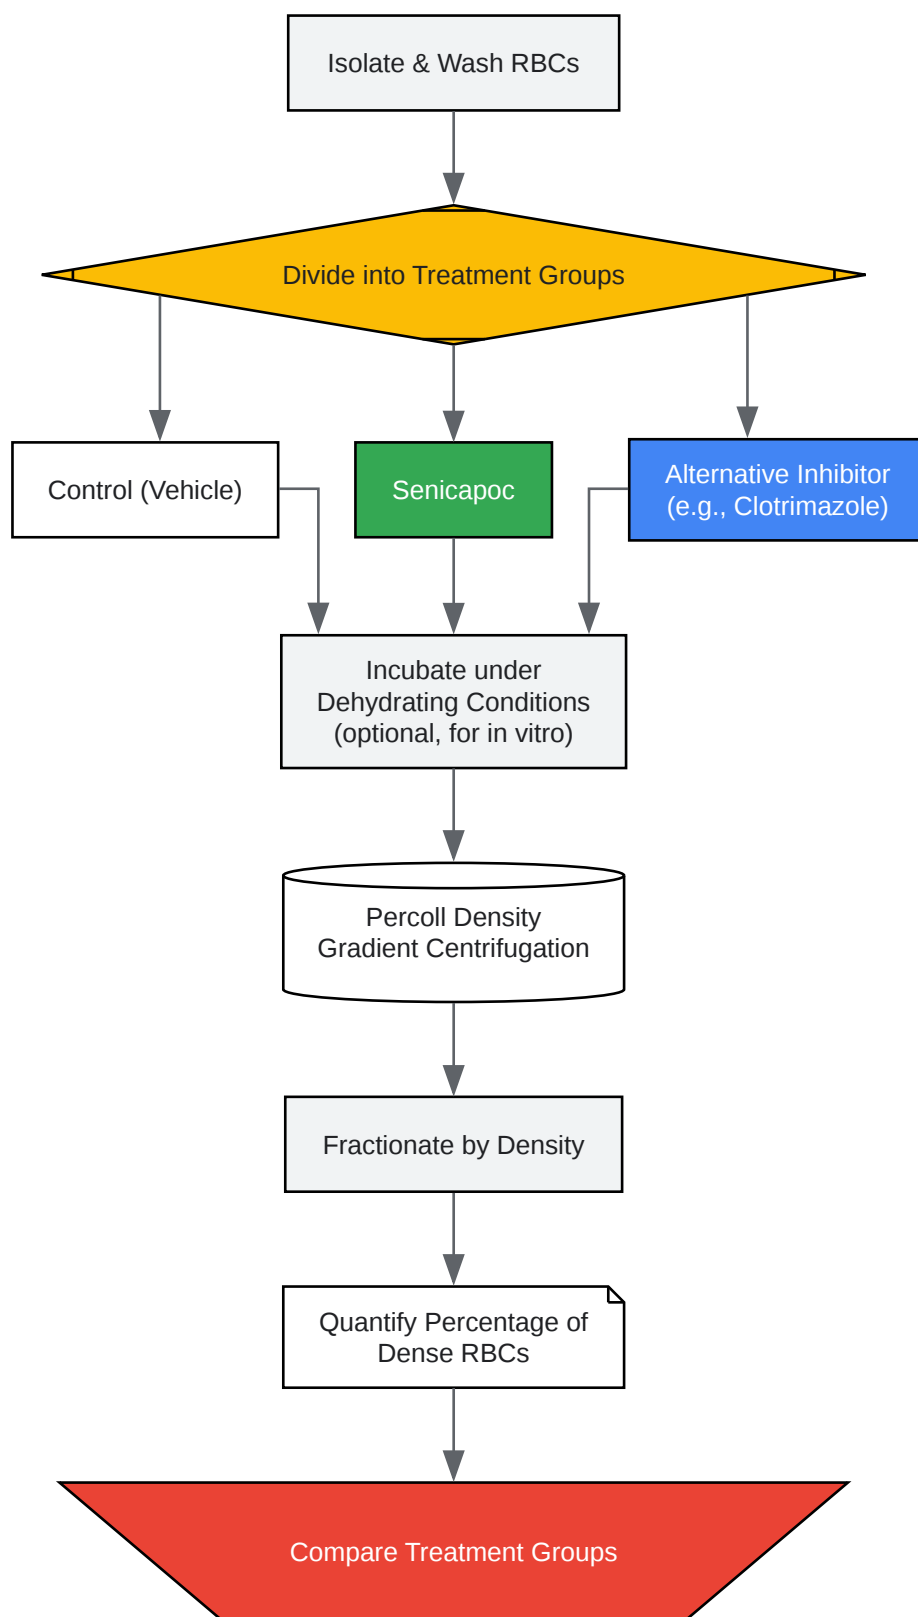 Isolate & Wash RBCs
Divide into Treatment Groups
Control (Vehicle)
Senicapoc
Alternative Inhibitor
(e.g., Clotrimazole)
Incubate under
Dehydrating Conditions
(optional, for in vitro)
Percoll Density
Gradient Centrifugation
Fractionate by Density
Quantify Percentage of
Dense RBCs
Compare Treatment Groups